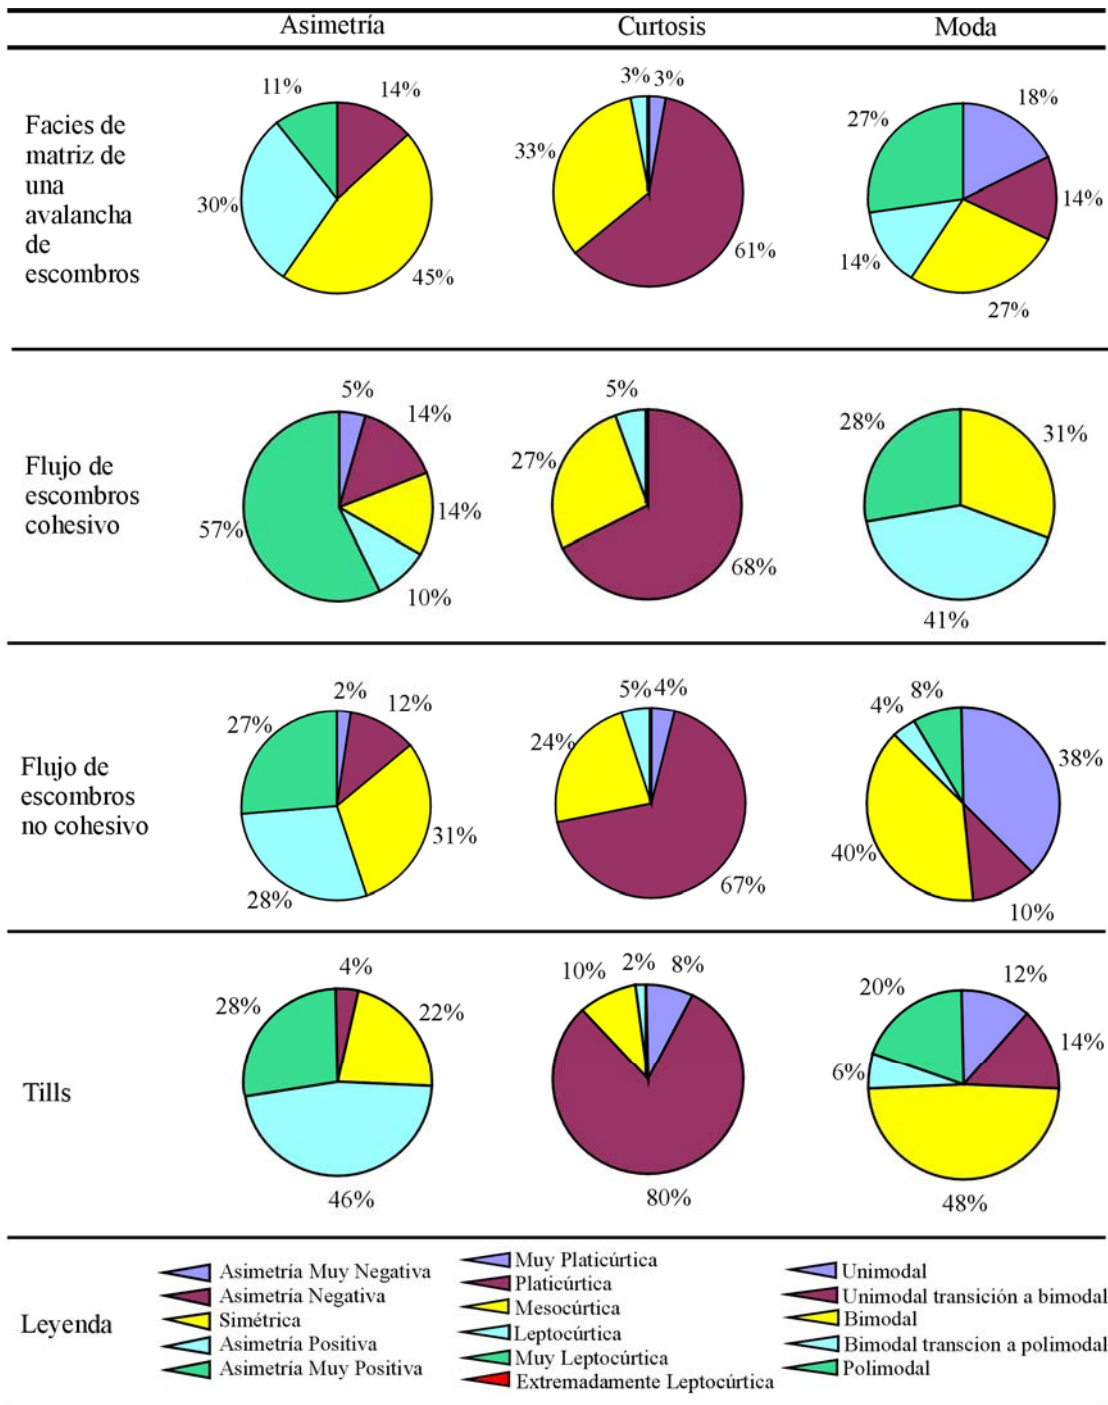 Asimetría Curtosis Moda
Facies de
matriz de
una
avalancha
de
escombros
11% 14%
30%
45%
3% 3%
33%
61%
18%
27%
14%
14%
27%
Flujo de
escombros
cohesivo
5%
14%
14%
57%
10%
5%
27%
68%
28% 31%
41%
Flujo de
escombros
no cohesivo
2%
12%
27%
31%
28%
5% 4%
24%
67%
8%
4%
38%
40%
10%
Tills
4%
28% 22%
46%
10% 2% 8%
80%
12%
20%
14%
6%
48%
Leyenda
Asimetría Muy Negativa
Asimetría Negativa
Simétrica
Asimetría Positiva
Asimetría Muy Positiva
Muy Platicúrtica
Platicúrtica
Mesocúrtica
Leptocúrtica
Muy Leptocúrtica
Extremadamente Leptocúrtica
Unimodal
Unimodal transición a bimodal
Bimodal
Bimodal transcion a polimodal
Polimodal